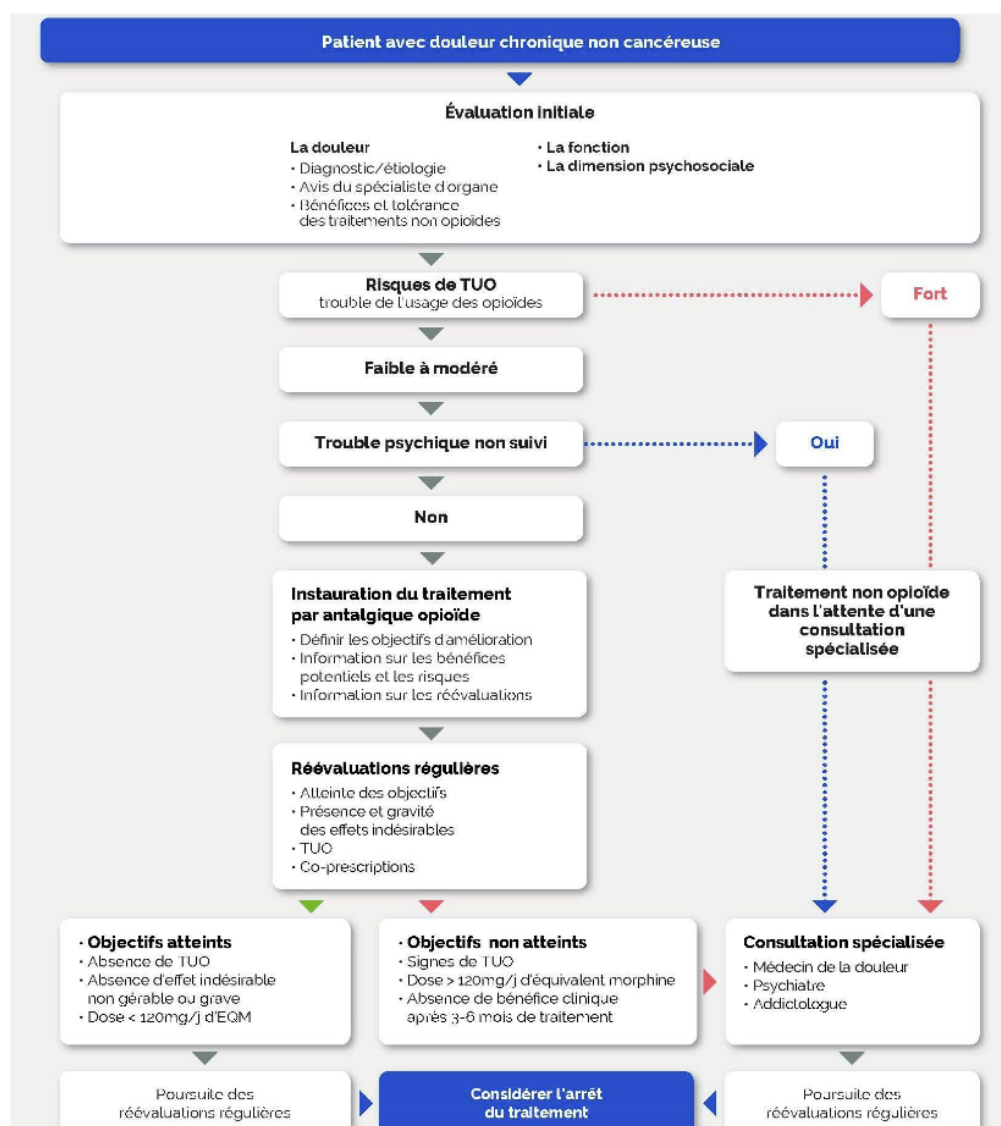 Patient avec douleur chronique non cancéreuse
Évaluation initiale
La douleur
• Diagnostic/étiologie
• Avis du spécialiste d'organe
• Bénéfices et tolérance
des traitements non opioïdes
• La fonction
• La dimension psychosociale
Risques de TUO
trouble de l'usage des opioïdes
Fort
Faible à modéré
Trouble psychique non suivi
Oui
Non
Instauration du traitement
par antalgique opioïde
• Définir les objectifs d'amélioration
• Information sur les bénéfices
potentiels et les risques
• Information sur les réévaluations
Traitement non opioïde
dans l'attente d'une
consultation
spécialisée
Réévaluations régulières
• Atteinte des objectifs
• Présence et gravité
des effets indésirables
• TUO
• Co-prescriptions
• Objectifs atteints
• Absence de TUO
• Absence d'effet indésirable
non gérable ou grave
• Dose < 120mg/j d'EQM
• Objectifs non atteints
• Signes de TUO
• Dose > 120mg/j d'équivalent morphine
• Absence de bénéfice clinique
après 3-6 mois de traitement
Consultation spécialisée
• Médecin de la douleur
• Psychiatre
• Addictologue
Poursuite des
réévaluations régulières
Considérer l'arrêt
du traitement
Poursuite des
réévaluations régulières